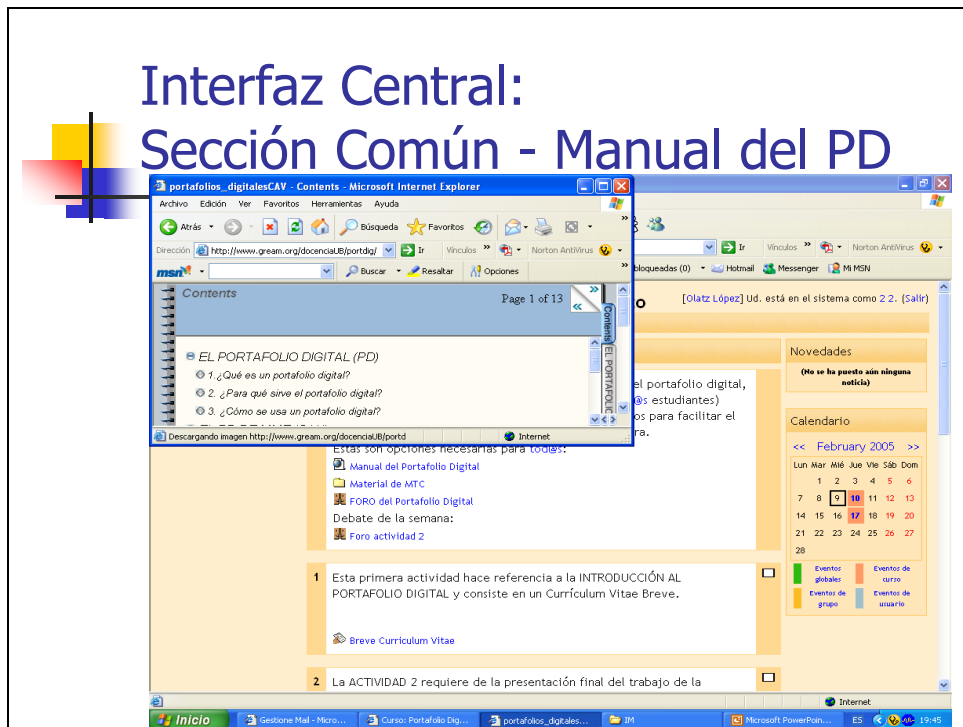 Interfaz Central:
Sección Común - Manual del PD
portafolios_digitalesCAV - Contents - Microsoft Internet Explorer
Archivo Edición Ver Favoritos Herramientas Ayuda
Atrás Búsqueda Favoritos »
Dirección http://www.gream.org/docenciaUB/portdig/ Ir Vínculos » Norton AntiVirus
msn Buscar Resaltar Opciones »
Contents
Page 1 of 13
Contents
EL PORTAFOLIO
EL PORTAFOLIO DIGITAL (PD)
1.¿Qué es un portafolio digital?
2. ¿Para qué sirve el portafolio digital?
3. ¿Cómo se usa un portafolio digital?
Descargando imagen http://www.gream.org/docenciaUB/portd Internet
Ir Vínculos » Norton AntiVirus
bloqueadas (0) Hotmail Messenger Mi MSN
o [Olatz López] Ud. está en el sistema como 2 2. (Salir)
el portafolio digital,
@s estudiantes)
os para facilitar el
ra.
Estas son opciones necesarias para tod@s:
Manual del Portafolio Digital
Material de MTC
FORO del Portafolio Digital
Debate de la semana:
Foro actividad 2
1 Esta primera actividad hace referencia a la INTRODUCCIÓN AL
PORTAFOLIO DIGITAL y consiste en un Currículum Vitae Breve.
Breve Curriculum Vitae
2 La ACTIVIDAD 2 requiere de la presentación final del trabajo de la
Novedades
(No se ha puesto aún ninguna
noticia)
Calendario
<< February 2005 >>
Lun Mar Mié Jue Vie Sáb Dom
1 2 3 4 5 6
7 8 9 10 11 12 13
14 15 16 17 18 19 20
21 22 23 24 25 26 27
28
Eventos globales Eventos de curso
Eventos de grupo Eventos de usuario
Internet
Inicio Gestione Mail - Micro... Curso: Portafolio Dig... portafolios_digitales... IM Microsoft PowerPoin... ES 19:45